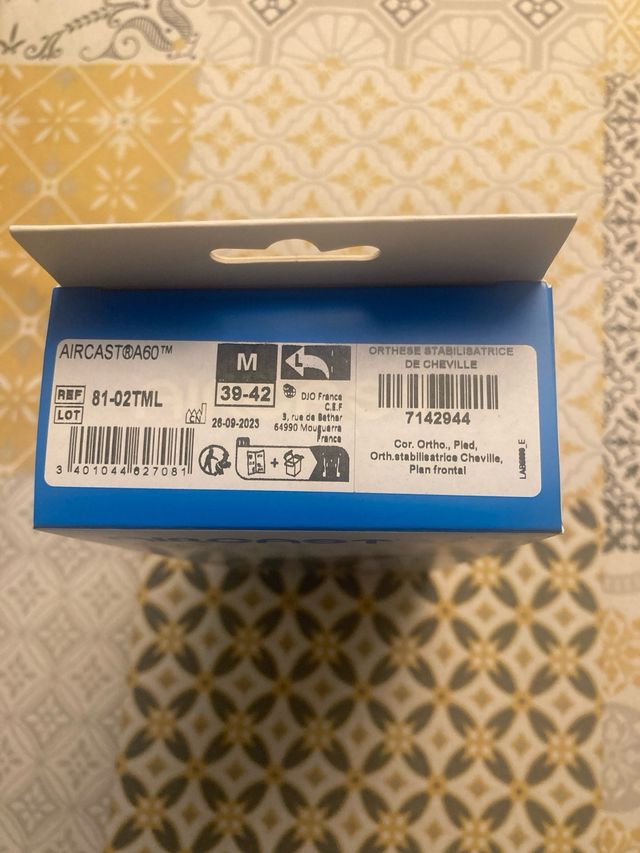 AIRCAST®A60™
REF 81-02TML
LOT
3 401044 627081
M
39-42
L
26-09-2023
DJO France
C.E.F
3, rue de Bethar
64990 Mouguerra
France
ORTHESE STABILISATRICE
DE CHEVILLE
7142944
Cor. Ortho., Pied,
Orth.stabilisatrice Cheville,
Plan frontal